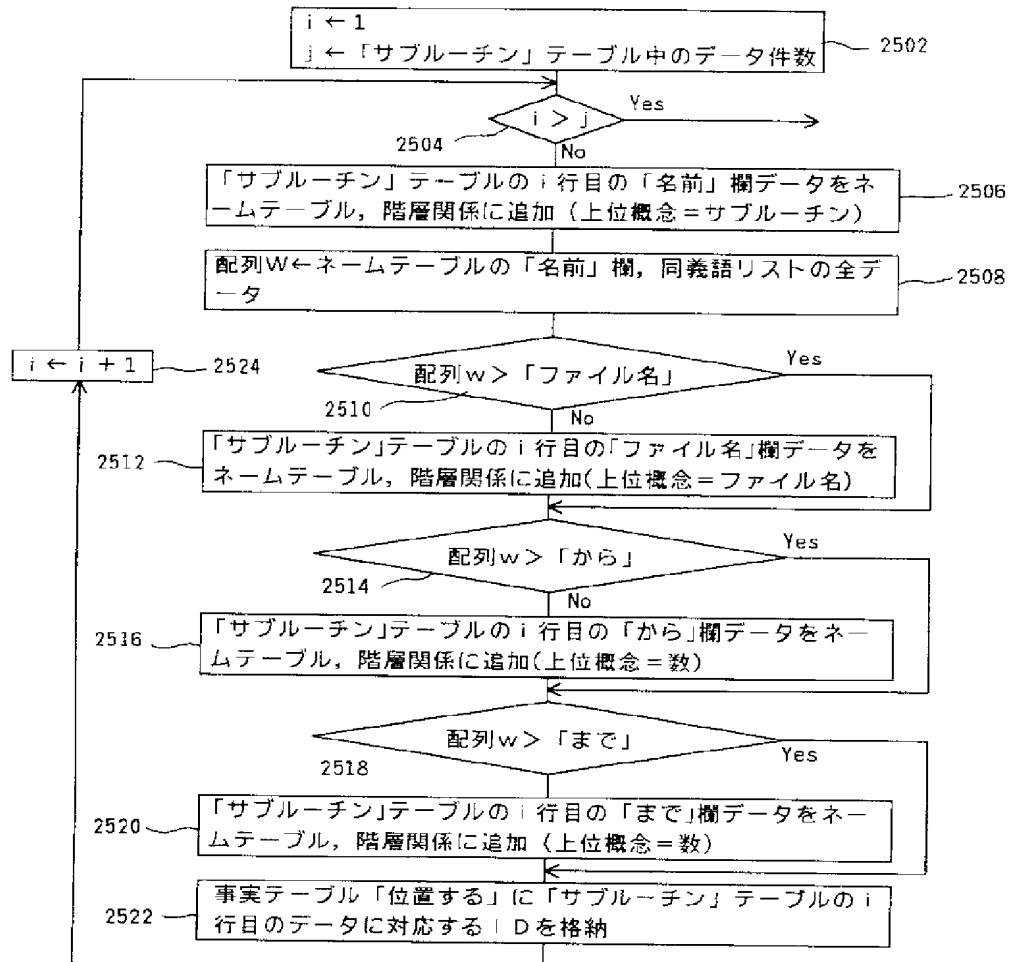 i ← 1
j ← 「サブルーチン」テーブル中のデータ件数
2502
i > j
Yes
2504
No
「サブルーチン」テーブルの i 行目の「名前」欄データをネ
ームテーブル，階層関係に追加（上位概念＝サブルーチン）
2506
配列W←ネームテーブルの「名前」欄，同義語リストの全デ
ータ
2508
i ← i + 1
2524
配列w＞「ファイル名」
Yes
2510
No
「サブルーチン」テーブルの i 行目の「ファイル名」欄データを
ネームテーブル，階層関係に追加(上位概念＝ファイル名)
2512
配列w＞「から」
Yes
2514
No
「サブルーチン」テーブルの i 行目の「から」欄データをネー
ムテーブル，階層関係に追加(上位概念＝数)
2516
配列w＞「まで」
Yes
2518
「サブルーチン」テーブルの i 行目の「まで」欄データをネー
ムテーブル，階層関係に追加（上位概念＝数）
2520
事実テーブル「位置する」に「サブルーチン」テーブルの i
行目のデータに対応するＩＤを格納
2522